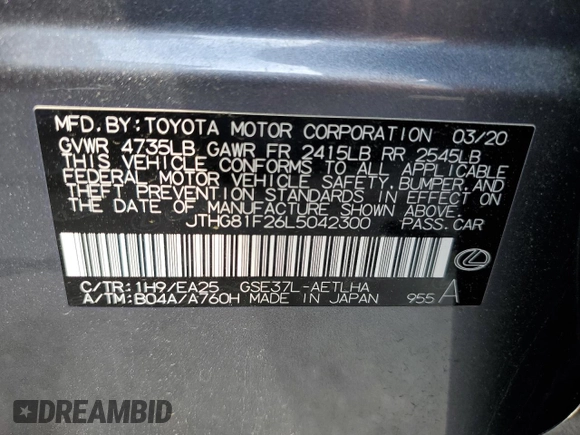 MFD.BY:TOYOTA MOTOR CORPORATION 03/20
GVWR 4735LB GAWR FR 2415LB RR 2545LB
THIS VEHICLE CONFORMS TO ALL APPLICABLE
FEDERAL MOTOR VEHICLE SAFETY,BUMPER,AND
THEFT PREVENTION STANDARDS IN EFFECT ON
THE DATE OF MANUFACTURE SHOWN ABOVE.
JTHG81F26L5042300 PASS.CAR
C/TR:1H9/EA25 GSE37L-AETLHA
A/TM:B04A/A760H MADE IN JAPAN 955 A
DREAMBID